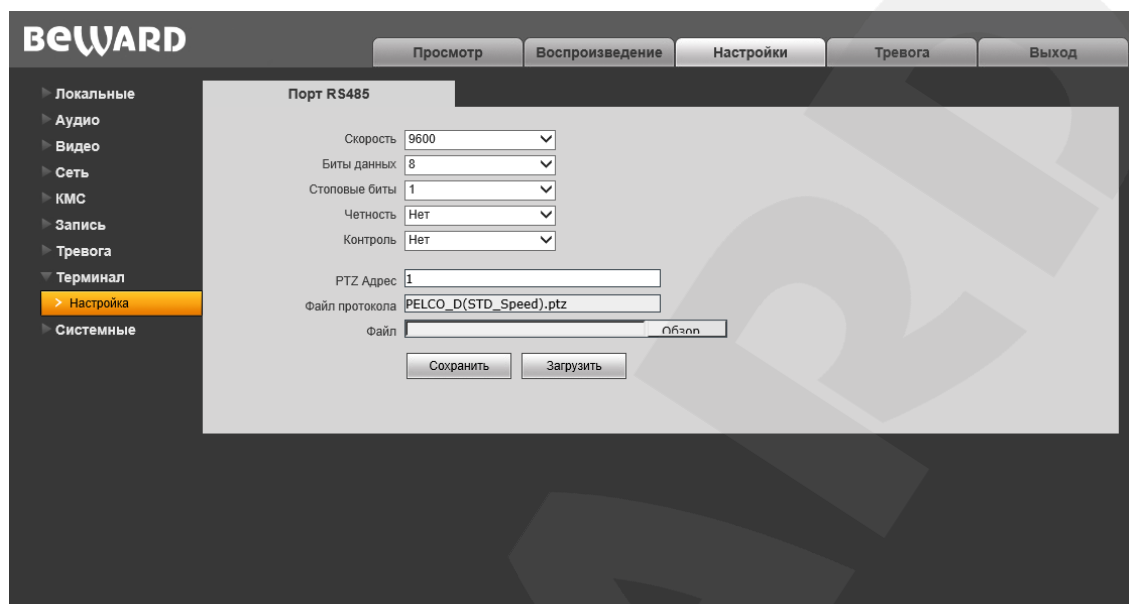 BEWARD
Просмотр Воспроизведение Настройки Тревога Выход
Локальные
Аудио
Видео
Сеть
КМС
Запись
Тревога
Терминал
> Настройка
Системные
Порт RS485
Скорость 9600
Биты данных 8
Стоповые биты 1
Четность Нет
Контроль Нет
PTZ Адрес 1
Файл протокола PELCO_D(STD_Speed).ptz
Файл Обзор
Сохранить Загрузить